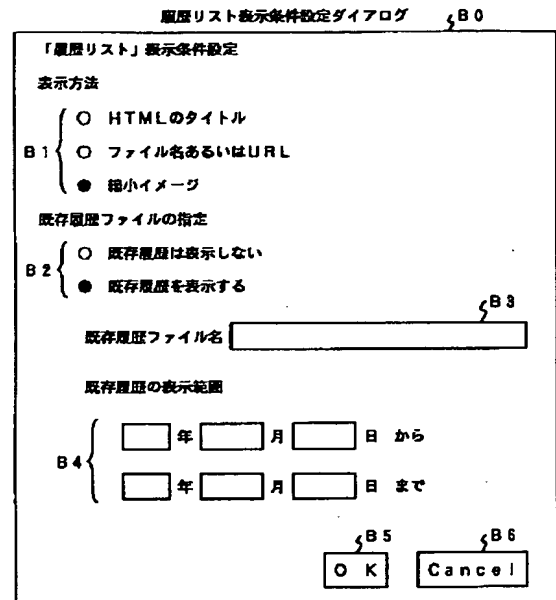 履歴リスト表示条件設定ダイアログ B0
「履歴リスト」表示条件設定
表示方法
○ HTMLのタイトル
B1 ○ ファイル名あるいはURL
●縮小イメージ
既存履歴ファイルの指定
○ 既存履歴は表示しない
B2
● 既存履歴を表示する
B3
既存履歴ファイル名
既存履歴の表示範囲
年 月 日 から
B4
年 月 日 まで
B5 B6
OK Cancel